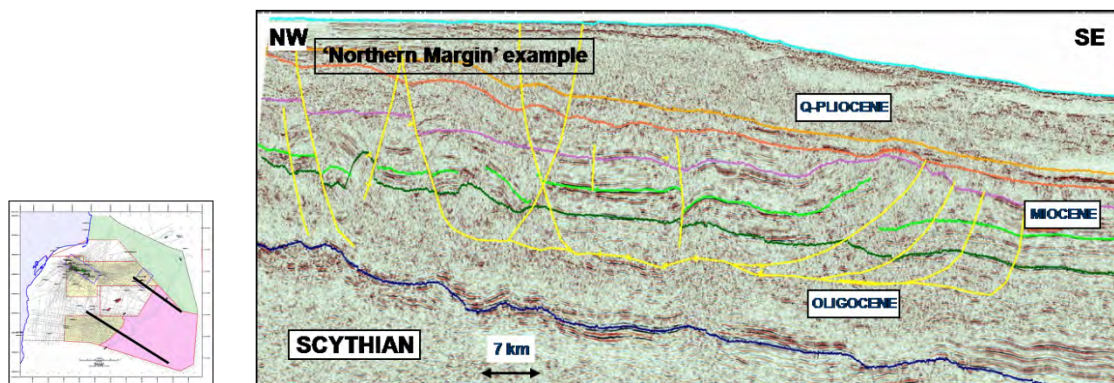 NW
SE
‘Northern Margin’ example
Q-PLIOCENE
MIOCENE
OLIGOCENE
SCYTHIAN
7 km